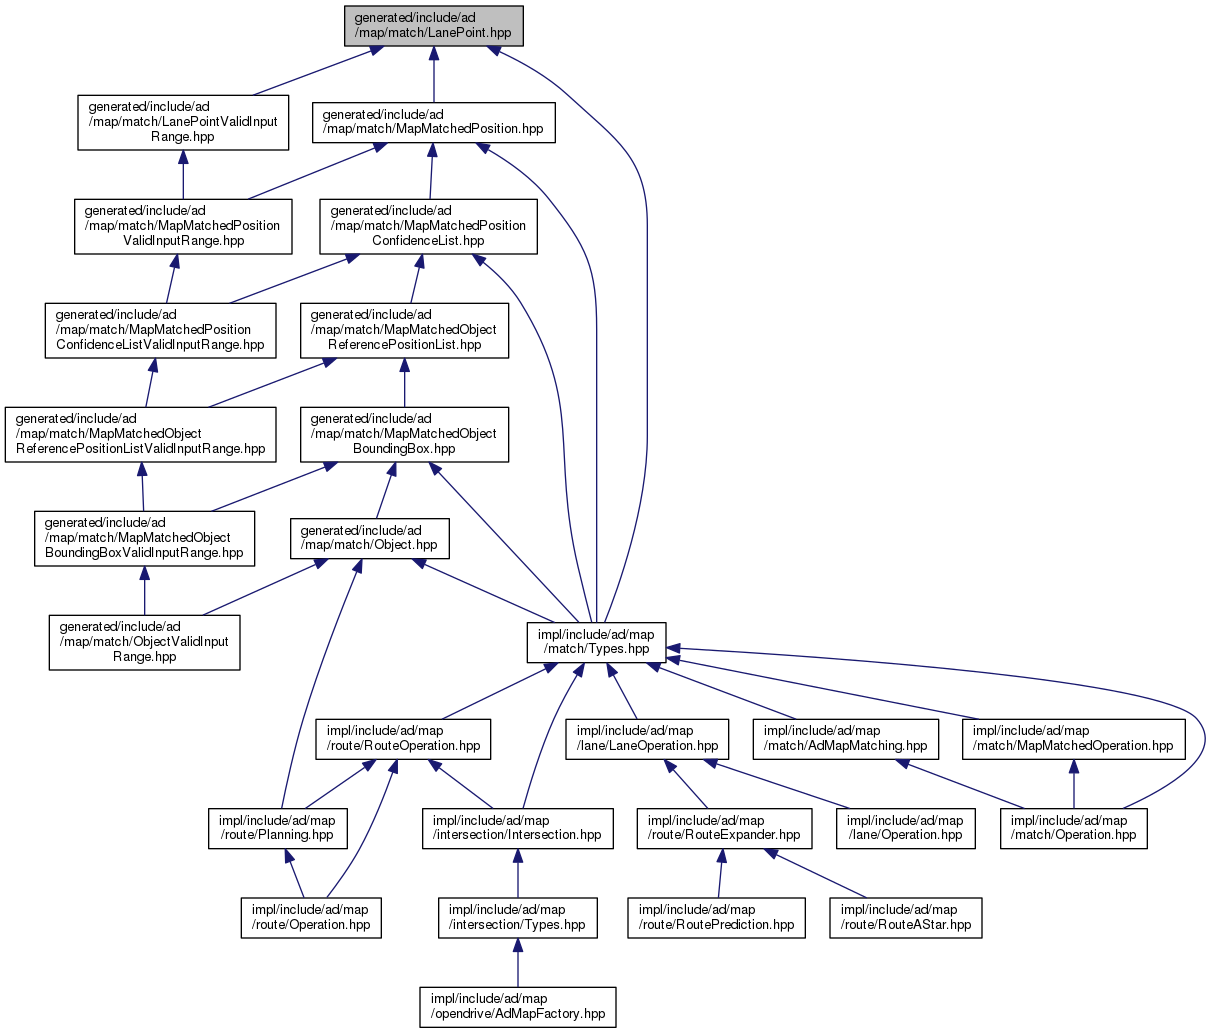 generated/include/ad
/map/match/LanePoint.hpp
generated/include/ad
/map/match/LanePointValidInput
Range.hpp
generated/include/ad
/map/match/MapMatchedPosition.hpp
generated/include/ad
/map/match/MapMatchedPosition
ValidInputRange.hpp
generated/include/ad
/map/match/MapMatchedPosition
ConfidenceList.hpp
generated/include/ad
/map/match/MapMatchedPosition
ConfidenceListValidInputRange.hpp
generated/include/ad
/map/match/MapMatchedObject
ReferencePositionList.hpp
generated/include/ad
/map/match/MapMatchedObject
ReferencePositionListValidInputRange.hpp
generated/include/ad
/map/match/MapMatchedObject
BoundingBox.hpp
generated/include/ad
/map/match/MapMatchedObject
BoundingBoxValidInputRange.hpp
generated/include/ad
/map/match/Object.hpp
generated/include/ad
/map/match/ObjectValidInput
Range.hpp
impl/include/ad/map
/match/Types.hpp
impl/include/ad/map
/route/RouteOperation.hpp
impl/include/ad/map
/lane/LaneOperation.hpp
impl/include/ad/map
/match/AdMapMatching.hpp
impl/include/ad/map
/match/MapMatchedOperation.hpp
impl/include/ad/map
/route/Planning.hpp
impl/include/ad/map
/intersection/Intersection.hpp
impl/include/ad/map
/route/RouteExpander.hpp
impl/include/ad/map
/lane/Operation.hpp
impl/include/ad/map
/match/Operation.hpp
impl/include/ad/map
/route/Operation.hpp
impl/include/ad/map
/intersection/Types.hpp
impl/include/ad/map
/route/RoutePrediction.hpp
impl/include/ad/map
/route/RouteAStar.hpp
impl/include/ad/map
/opendrive/AdMapFactory.hpp